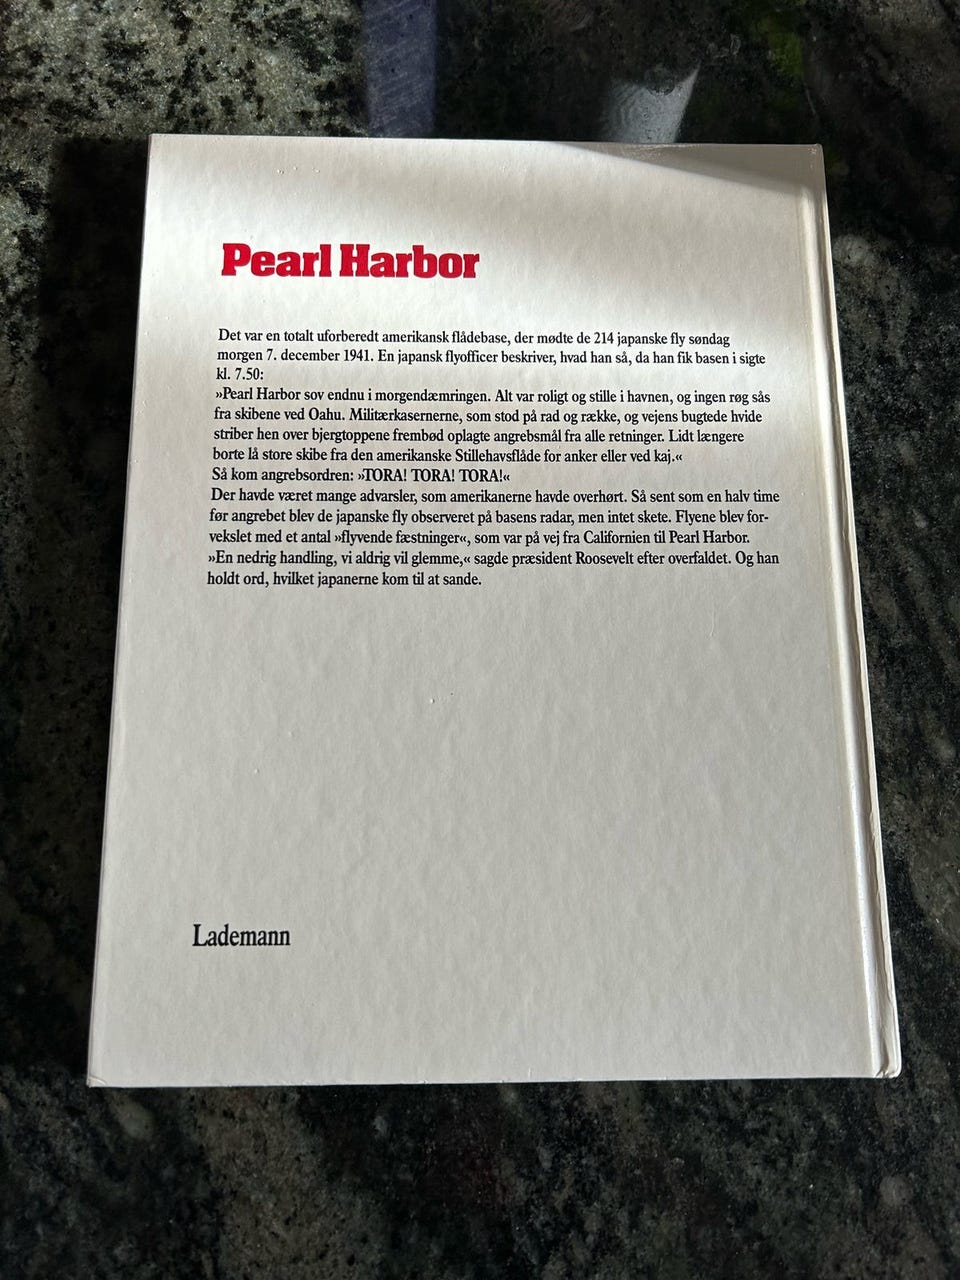 Pearl Harbor
Det var en totalt uforberedt amerikansk flådebase, der mødte de 214 japanske fly søndag
morgen 7. december 1941. En japansk flyofficer beskriver, hvad han så, da han fik basen i sigte
kl. 7.50:
»Pearl Harbor sov endnu i morgendæmringen. Alt var roligt og stille i havnen, og ingen røg sås
fra skibene ved Oahu. Militærkasernerne, som stod på rad og række, og vejens bugtede hvide
striber hen over bjergtoppene frembød oplagte angrebsmål fra alle retninger. Lidt længere
borte lå store skibe fra den amerikanske Stillehavsflåde for anker eller ved kaj.«
Så kom angrebsordren: »TORA! TORA! TORA!«
Der havde været mange advarsler, som amerikanerne havde overhørt. Så sent som en halv time
før angrebet blev de japanske fly observeret på basens radar, men intet skete. Flyene blev for-
vekslet med et antal »flyvende fæstninger«, som var på vej fra Californien til Pearl Harbor.
»En nedrig handling, vi aldrig vil glemme,« sagde præsident Roosevelt efter overfaldet. Og han
holdt ord, hvilket japanerne kom til at sande.
Lademann